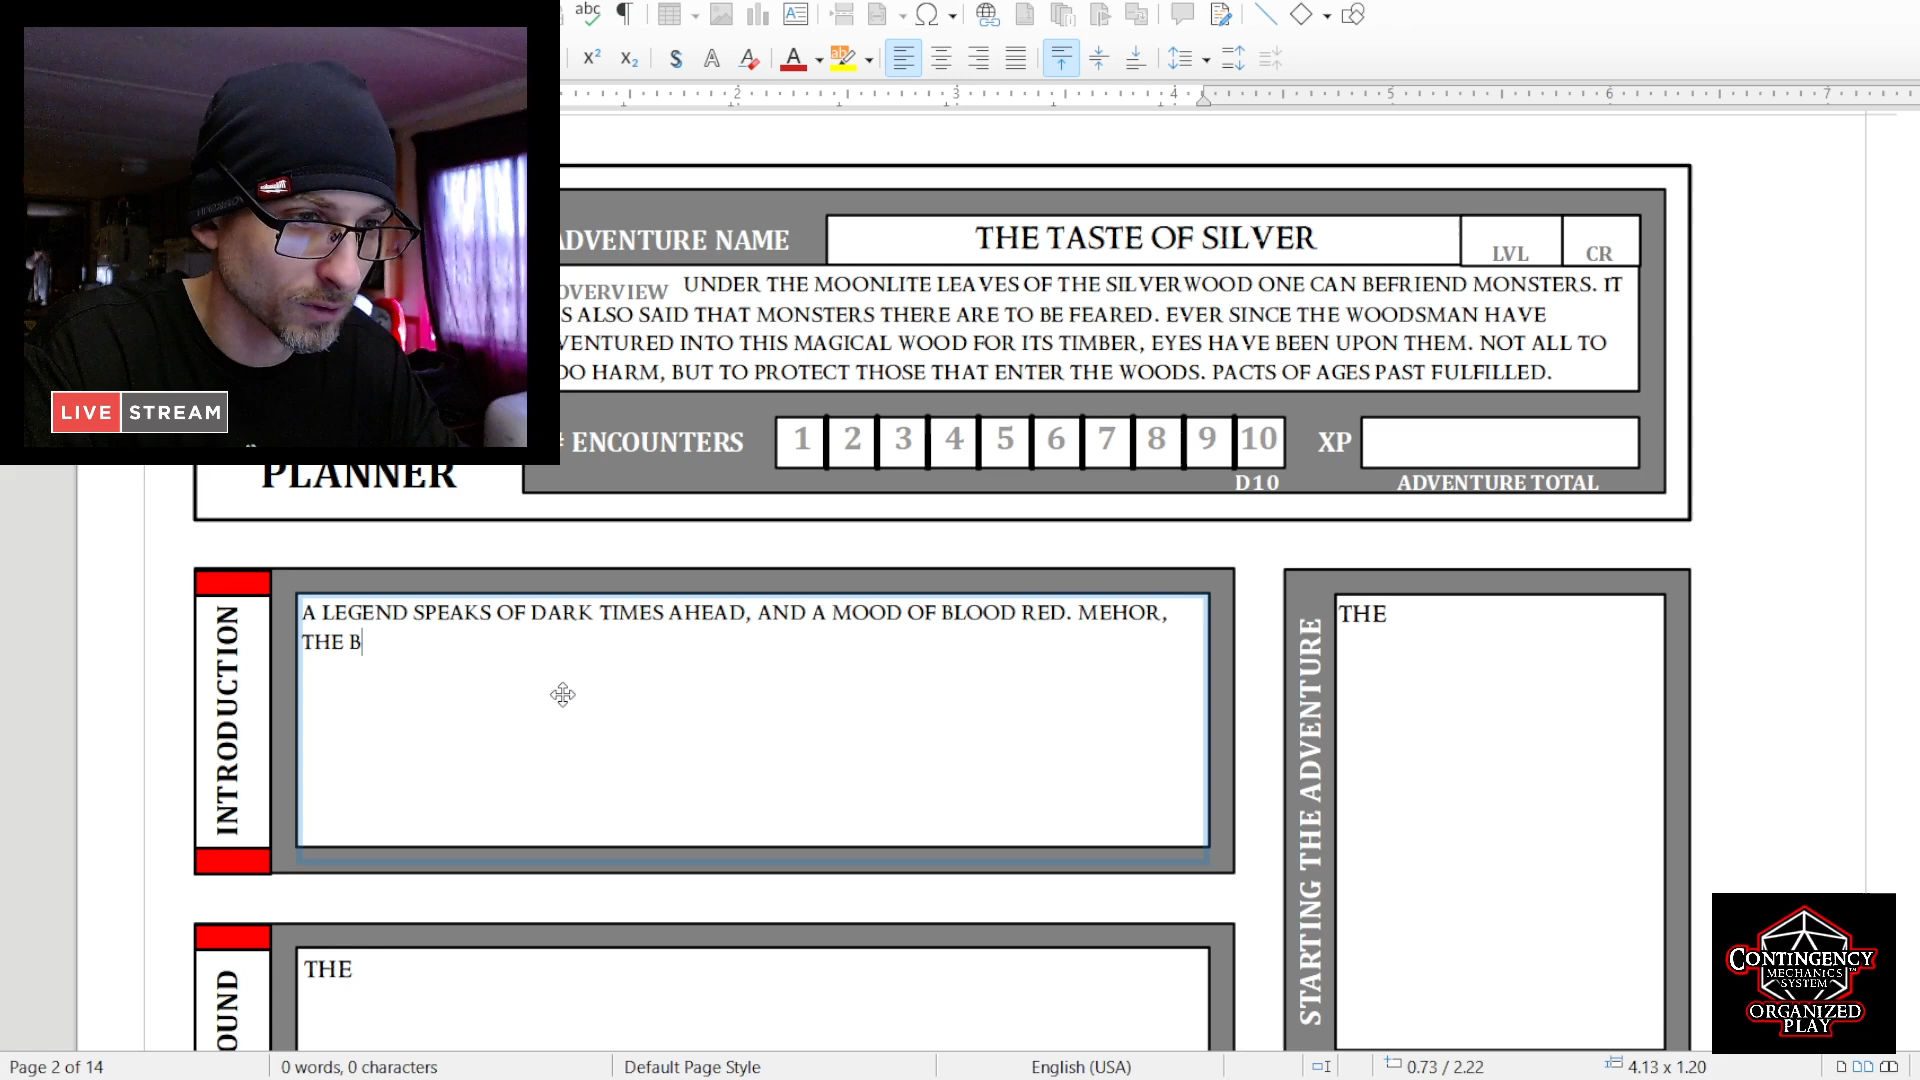 2 3 4 5 6 7
ADVENTURE NAME
THE TASTE OF SILVER
LVL
CR
OVERVIEW
UNDER THE MOONLITE LEAVES OF THE SILVERWOOD ONE CAN BEFRIEND MONSTERS. IT
S ALSO SAID THAT MONSTERS THERE ARE TO BE FEARED. EVER SINCE THE WOODSMAN HAVE
VENTURED INTO THIS MAGICAL WOOD FOR ITS TIMBER, EYES HAVE BEEN UPON THEM. NOT ALL TO
DO HARM, BUT TO PROTECT THOSE THAT ENTER THE WOODS. PACTS OF AGES PAST FULFILLED.
LIVE STREAM
# ENCOUNTERS
1 2 3 4 5 6 7 8 9 10
XP
D10
ADVENTURE TOTAL
PLANNER
INTRODUCTION
A LEGEND SPEAKS OF DARK TIMES AHEAD, AND A MOOD OF BLOOD RED. MEHOR,
THE B
STARTING THE ADVENTURE
THE
OUND
THE
CONTINGENCY
MECHANICS
SYSTEM
ORGANIZED
PLAY
Page 2 of 14
0 words, 0 characters
Default Page Style
English (USA)
0.73 / 2.22
4.13 x 1.20